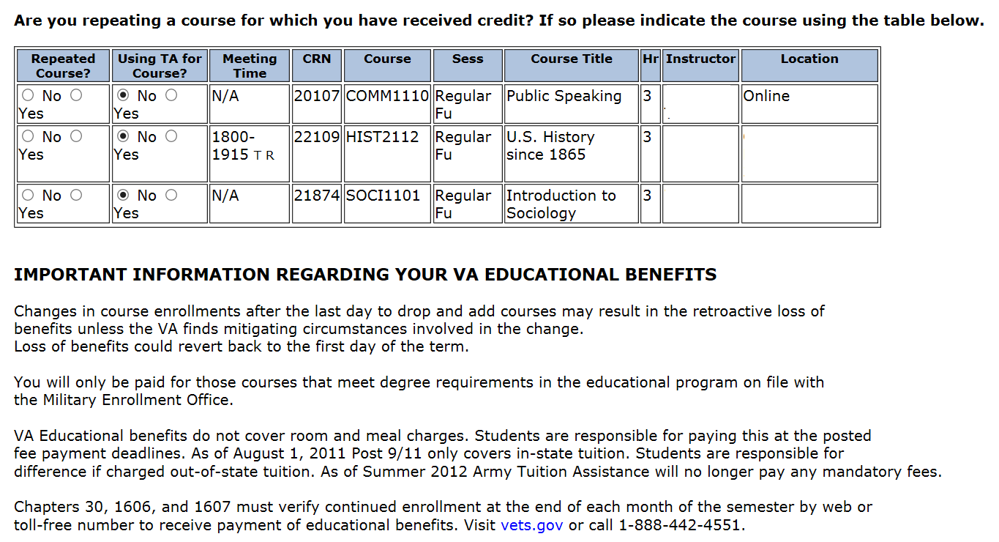 Are you repeating a course for which you have received credit? If so please indicate the course using the table below.
Repeated Course? Using TA for Course? Meeting Time CRN Course Sess Course Title Hr Instructor Location
No Yes No Yes N/A 20107 COMM1110 Regular Fu Public Speaking 3 Online
No Yes No Yes 1800-1915 T R 22109 HIST2112 Regular Fu U.S. History since 1865 3
No Yes No Yes N/A 21874 SOCI1101 Regular Fu Introduction to Sociology 3
IMPORTANT INFORMATION REGARDING YOUR VA EDUCATIONAL BENEFITS
Changes in course enrollments after the last day to drop and add courses may result in the retroactive loss of
benefits unless the VA finds mitigating circumstances involved in the change.
Loss of benefits could revert back to the first day of the term.
You will only be paid for those courses that meet degree requirements in the educational program on file with
the Military Enrollment Office.
VA Educational benefits do not cover room and meal charges. Students are responsible for paying this at the posted
fee payment deadlines. As of August 1, 2011 Post 9/11 only covers in-state tuition. Students are responsible for
difference if charged out-of-state tuition. As of Summer 2012 Army Tuition Assistance will no longer pay any mandatory fees.
Chapters 30, 1606, and 1607 must verify continued enrollment at the end of each month of the semester by web or
toll-free number to receive payment of educational benefits. Visit vets.gov or call 1-888-442-4551.